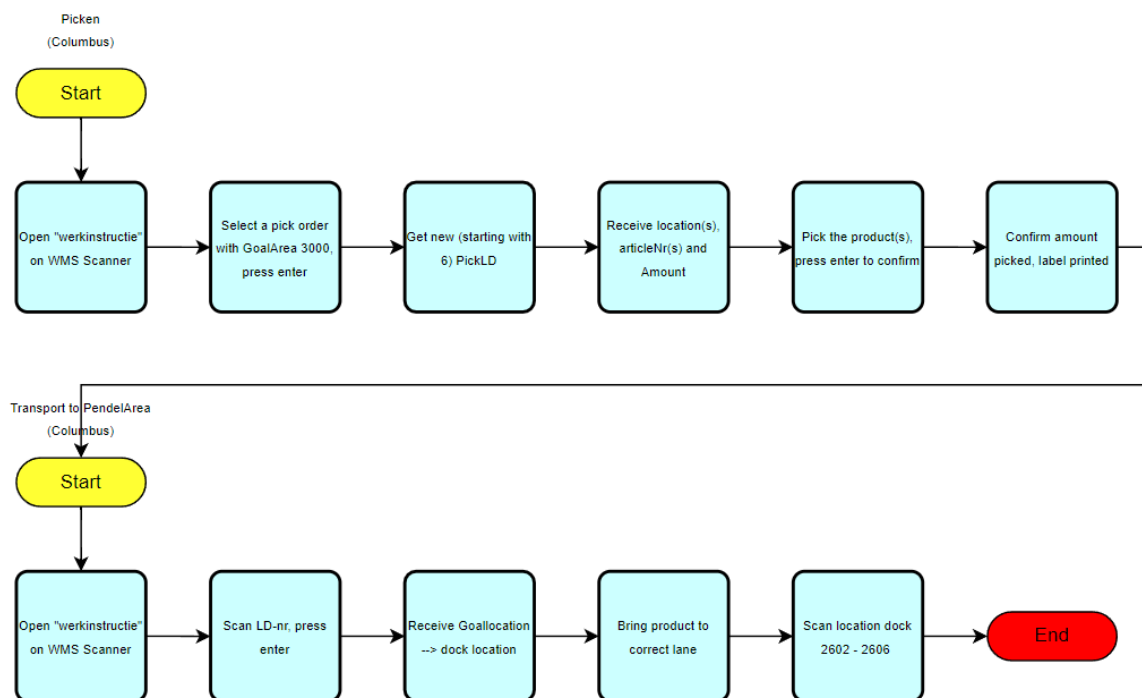 Picken
(Columbus)
Start
Open "werkinstructie"
on WMS Scanner
Select a pick order
with GoalArea 3000,
press enter
Get new (starting with
6) PickLD
Receive location(s),
articleNr(s) and
Amount
Pick the product(s),
press enter to confirm
Confirm amount
picked, label printed
Transport to PendelArea
(Columbus)
Start
Open "werkinstructie"
on WMS Scanner
Scan LD-nr, press
enter
Receive Goallocation
--> dock location
Bring product to
correct lane
Scan location dock
2602 - 2606
End